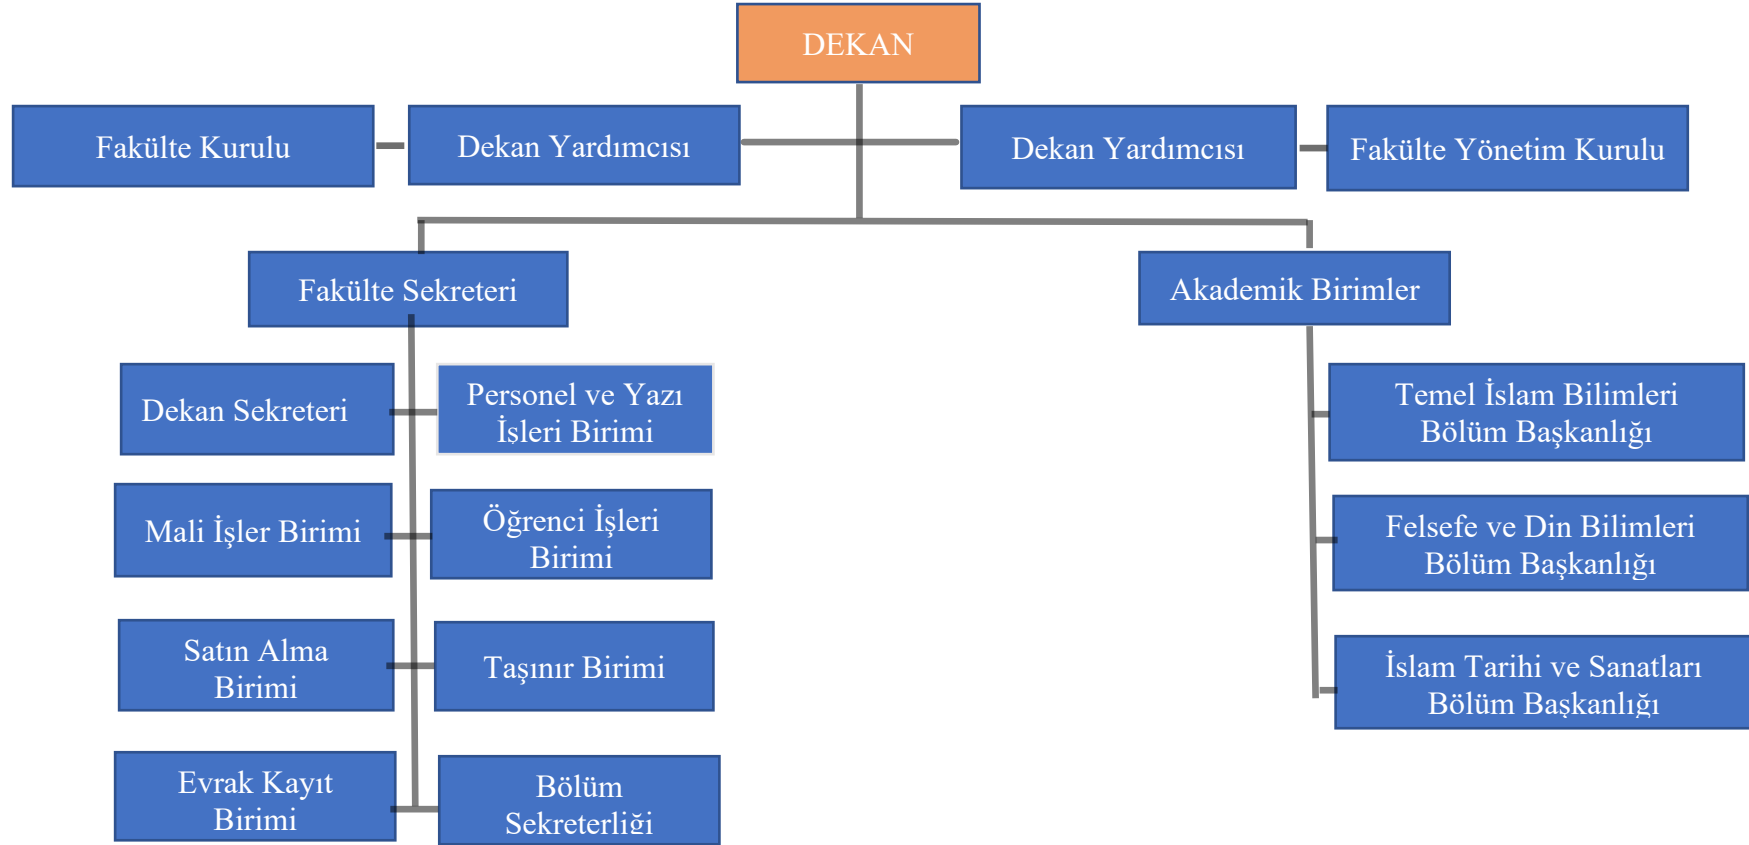 DEKAN
Fakülte Kurulu
Dekan Yardımcısı
Dekan Yardımcısı
Fakülte Yönetim Kurulu
Fakülte Sekreteri
Akademik Birimler
Dekan Sekreteri
Personel ve Yazı
İşleri Birimi
Temel İslam Bilimleri
Bölüm Başkanlığı
Mali İşler Birimi
Öğrenci İşleri
Birimi
Felsefe ve Din Bilimleri
Bölüm Başkanlığı
Satın Alma
Birimi
Taşınır Birimi
İslam Tarihi ve Sanatları
Bölüm Başkanlığı
Evrak Kayıt
Birimi
Bölüm
Sekreterliği